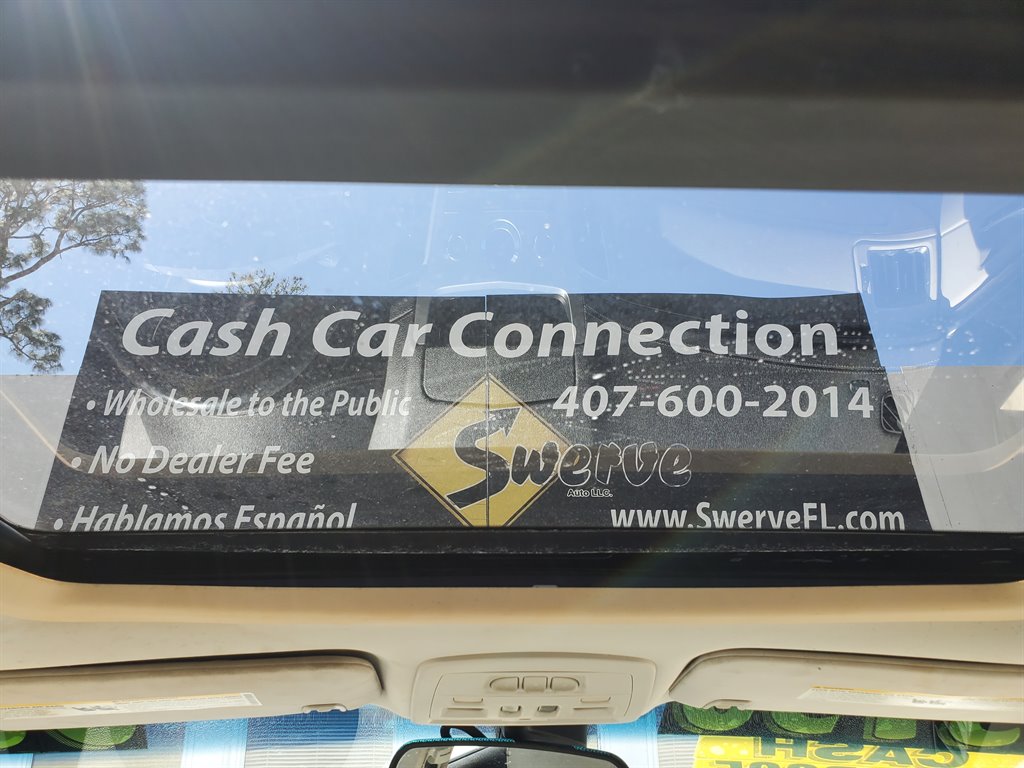 Cash Car Connection
• Wholesale to the Public
407-600-2014
• No Dealer Fee
Swerve
Auto LLC.
• Hablamos Español
www.SwerveFL.com
CASH